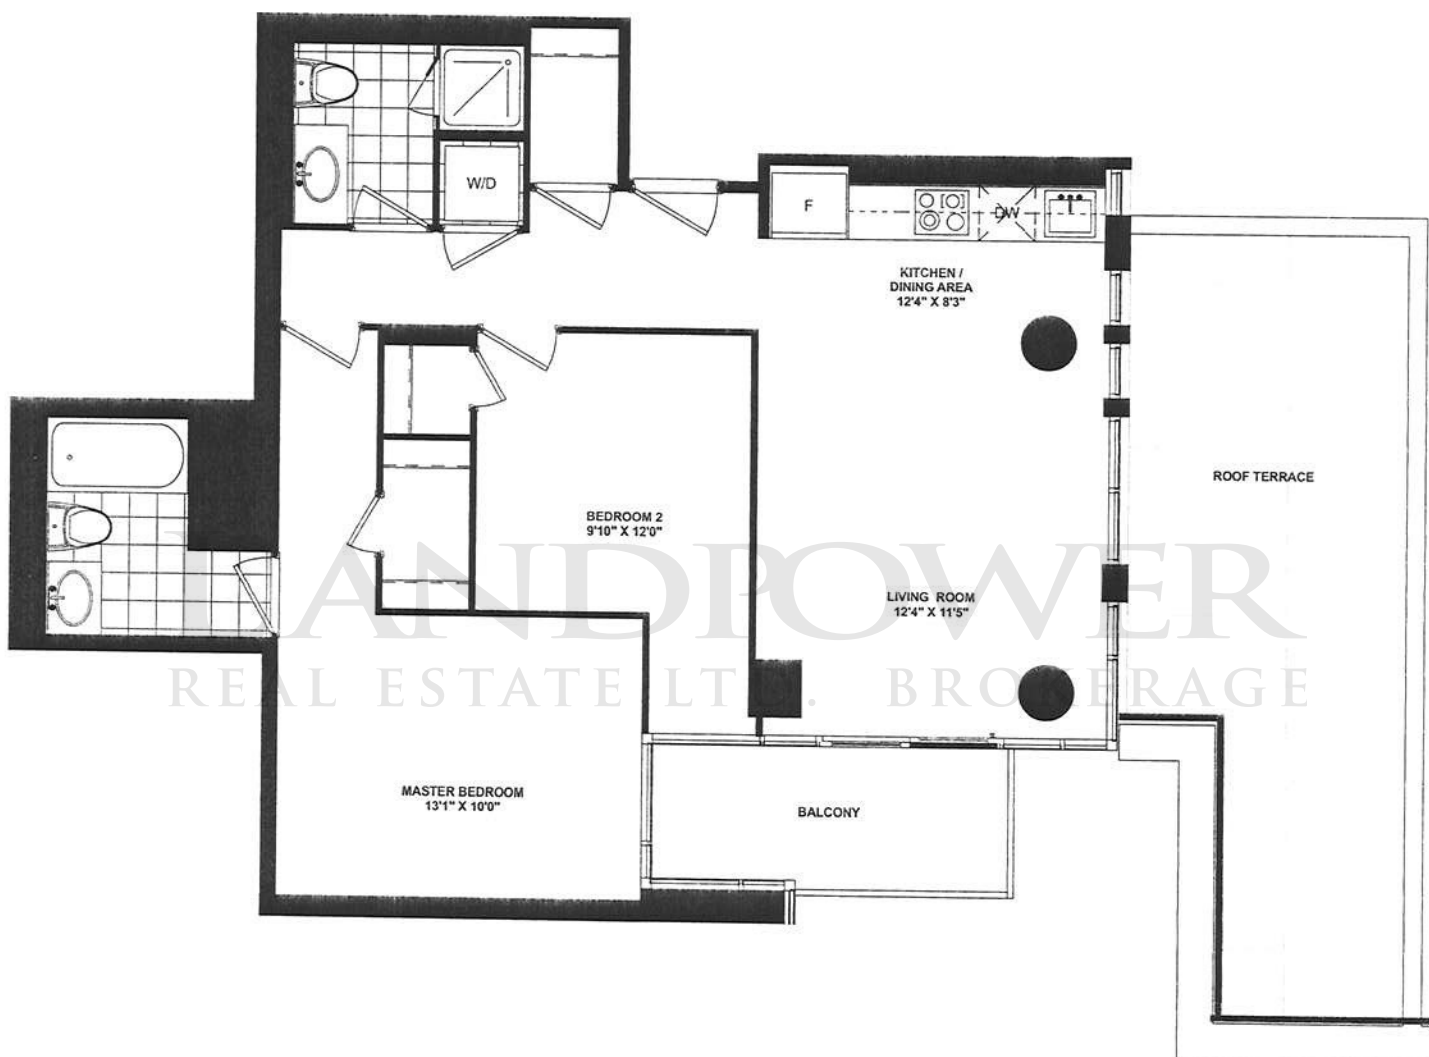 W/D
F
DW
KITCHEN /
DINING AREA
12'4" X 8'3"
ROOF TERRACE
BEDROOM 2
9'10" X 12'0"
LANDPOWER
REAL ESTATE LTD. BROKERAGE
LIVING ROOM
12'4" X 11'5"
MASTER BEDROOM
13'1" X 10'0"
BALCONY